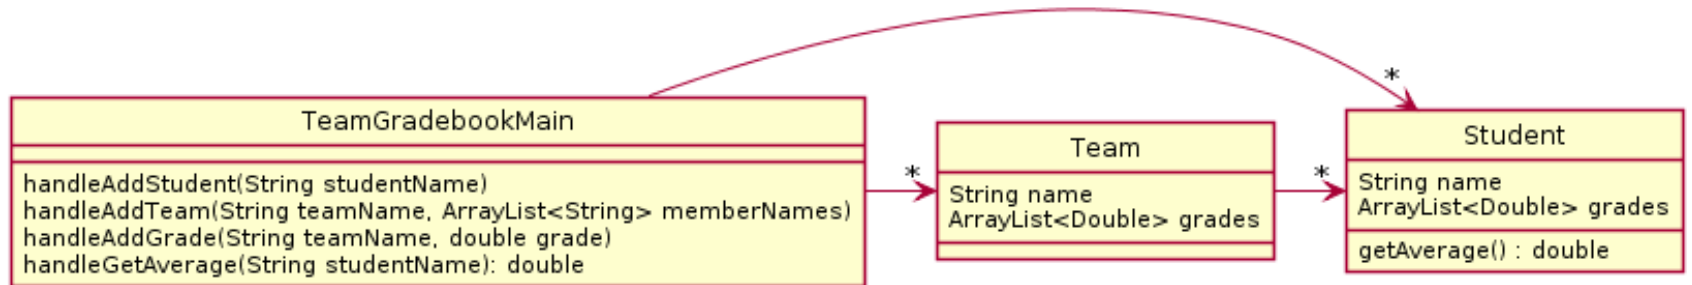 TeamGradebookMain
handleAddStudent(String studentName)
handleAddTeam(String teamName, ArrayList<String> memberNames)
handleAddGrade(String teamName, double grade)
handleGetAverage(String studentName): double
*
Team
String name
ArrayList<Double> grades
*
*
Student
String name
ArrayList<Double> grades
getAverage() : double